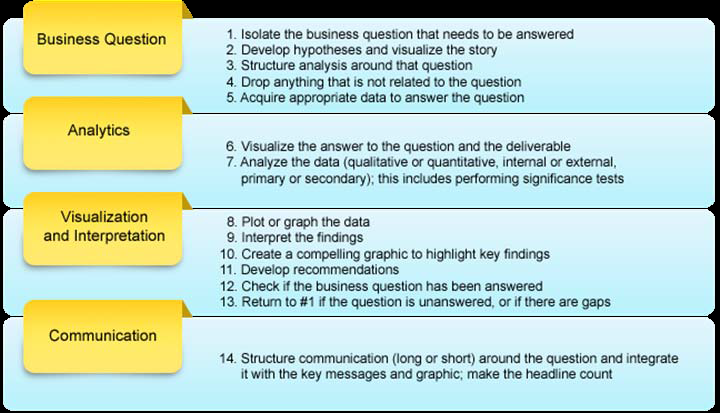 Business Question
1. Isolate the business question that needs to be answered
2. Develop hypotheses and visualize the story
3. Structure analysis around that question
4. Drop anything that is not related to the question
5. Acquire appropriate data to answer the question
Analytics
6. Visualize the answer to the question and the deliverable
7. Analyze the data (qualitative or quantitative, internal or external,
primary or secondary); this includes performing significance tests
Visualization
and Interpretation
8. Plot or graph the data
9. Interpret the findings
10. Create a compelling graphic to highlight key findings
11. Develop recommendations
12. Check if the business question has been answered
13. Return to #1 if the question is unanswered, or if there are gaps
Communication
14. Structure communication (long or short) around the question and integrate
it with the key messages and graphic; make the headline count